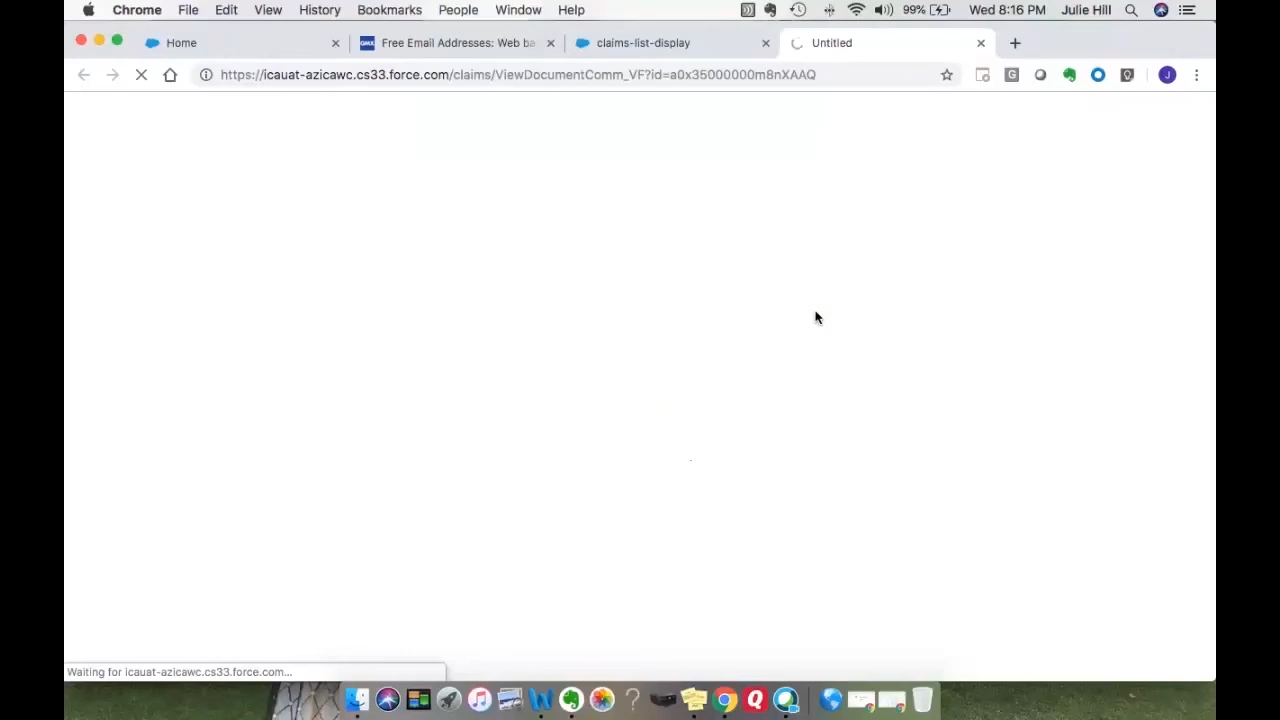 Chrome File Edit View History Bookmarks People Window Help 99% Wed 8:16 PM Julie Hill
Home Free Email Addresses: Web ba claims-list-display Untitled
https://icauat-azicawc.cs33.force.com/claims/ViewDocumentComm_VF?id=a0x35000000m8nXAAQ G J
Waiting for icauat-azicawc.cs33.force.com...